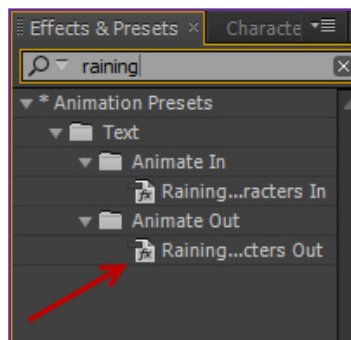 Effects & Presets × Characte
raining
* Animation Presets
Text
Animate In
Raining...racters In
Animate Out
Raining...cters Out